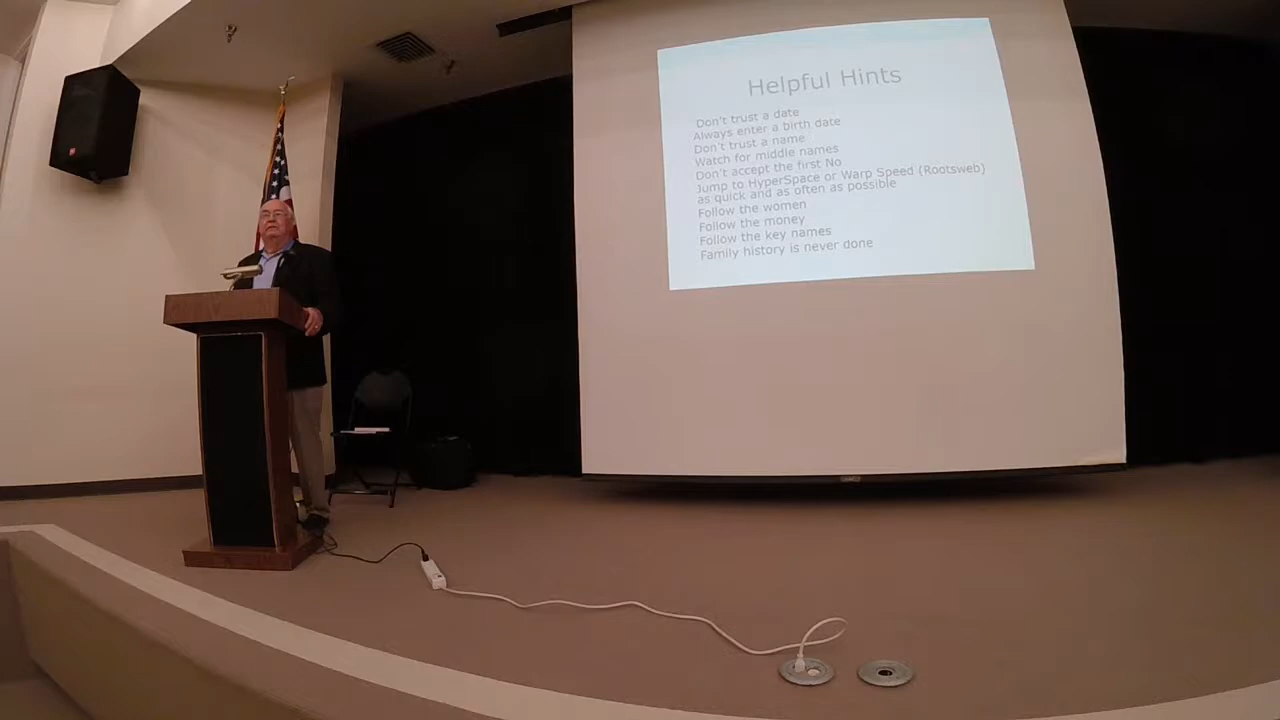 Helpful Hints
Don't trust a date
Always enter a birth date
Don't trust a name
Watch for middle names
Don't accept the first No
Jump to HyperSpace or Warp Speed (Rootsweb)
as quick and as often as possible
Follow the women
Follow the money
Follow the key names
Family history is never done